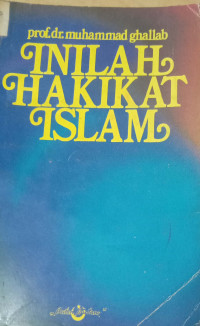 prof.dr. muhammad ghallab
INILAH
HAKIKAT
ISLAM